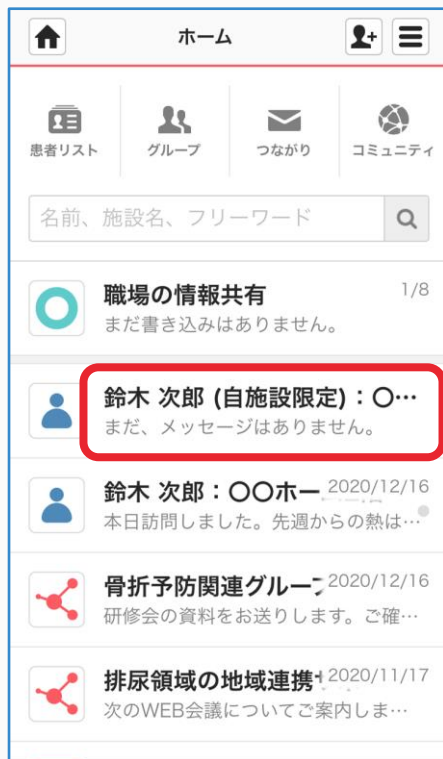 ホーム
患者リスト
グループ
つながり
コミュニティ
名前、施設名、フリーワード
職場の情報共有 1/8
まだ書き込みはありません。
鈴木 次郎 (自施設限定)：〇…
まだ、メッセージはありません。
鈴木 次郎：〇〇ホー 2020/12/16
本日訪問しました。先週からの熱は…
骨折予防関連グループ 2020/12/16
研修会の資料をお送りします。ご確…
排尿領域の地域連携 2020/11/17
次のWEB会議についてご案内しま…